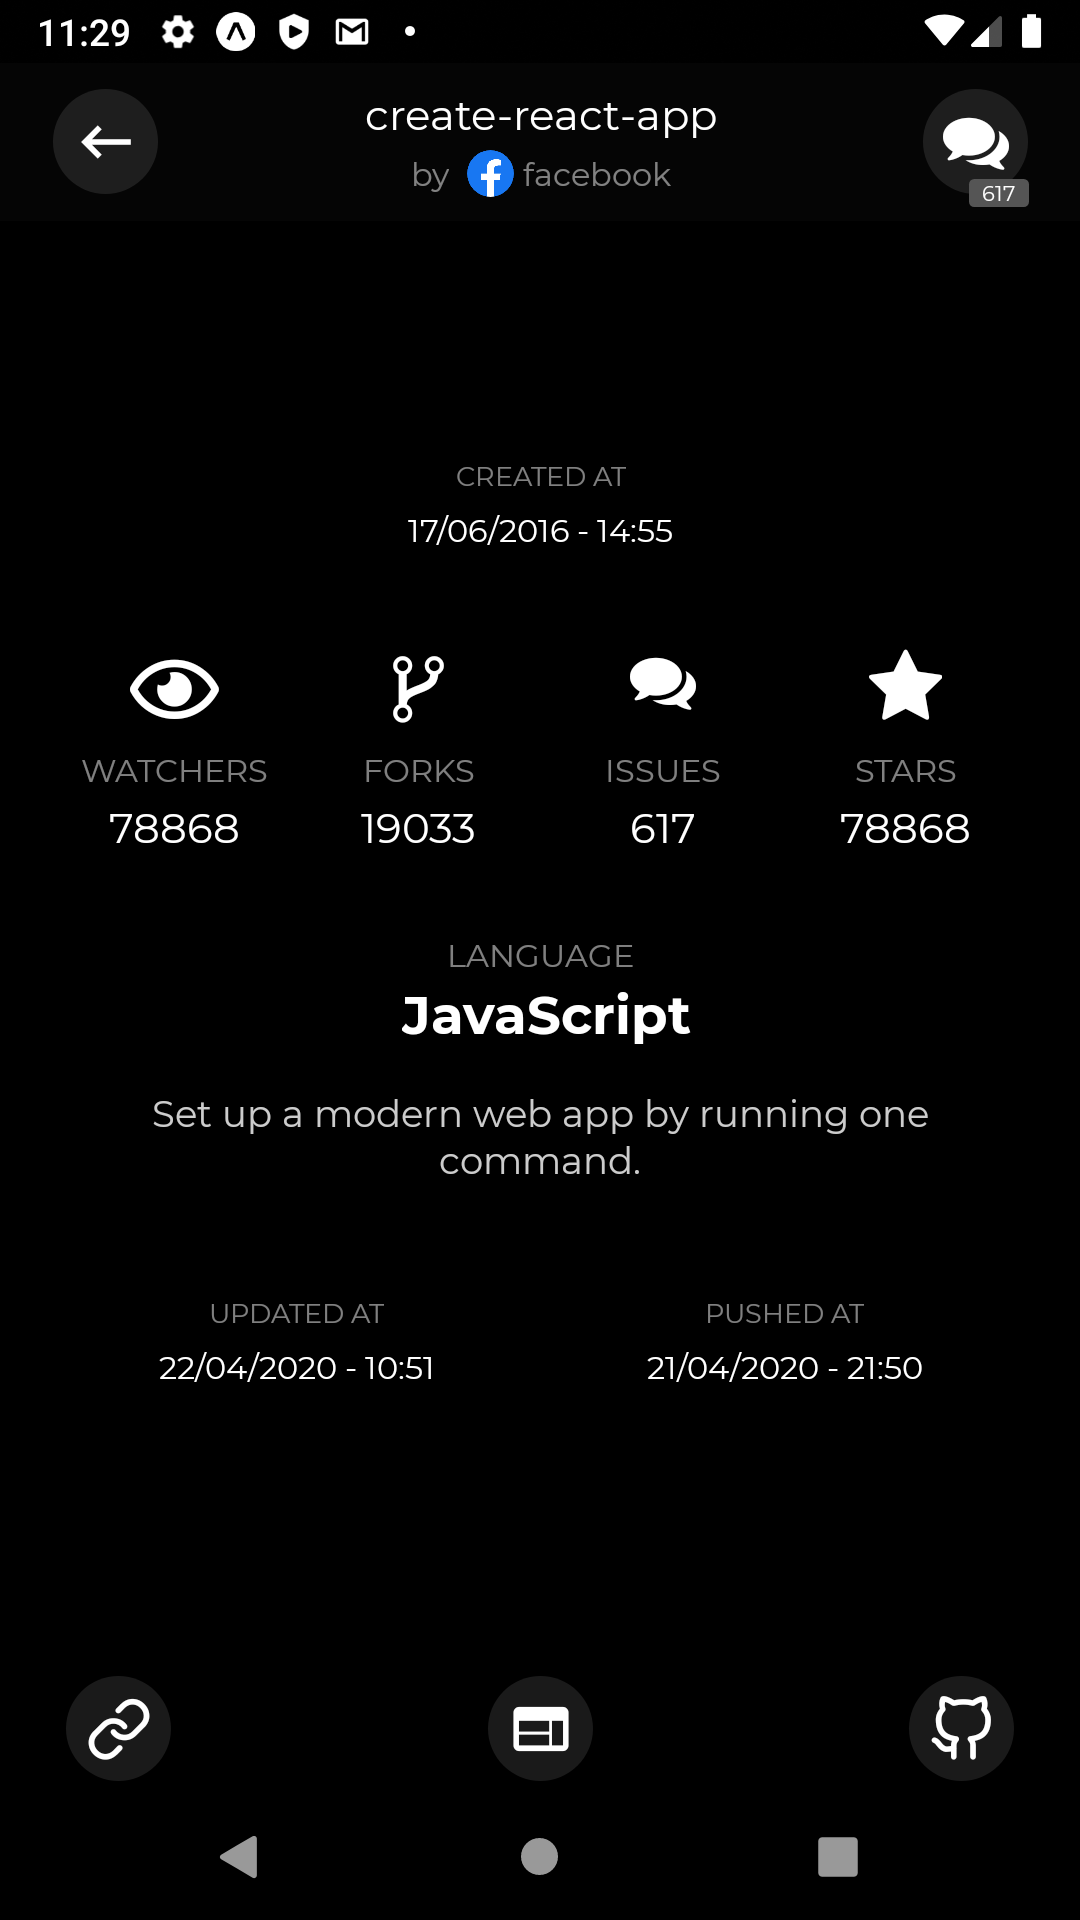 11:29
create-react-app
by facebook
617
CREATED AT
17/06/2016 - 14:55
WATCHERS FORKS ISSUES STARS
78868 19033 617 78868
LANGUAGE
JavaScript
Set up a modern web app by running one
command.
UPDATED AT PUSHED AT
22/04/2020 - 10:51 21/04/2020 - 21:50